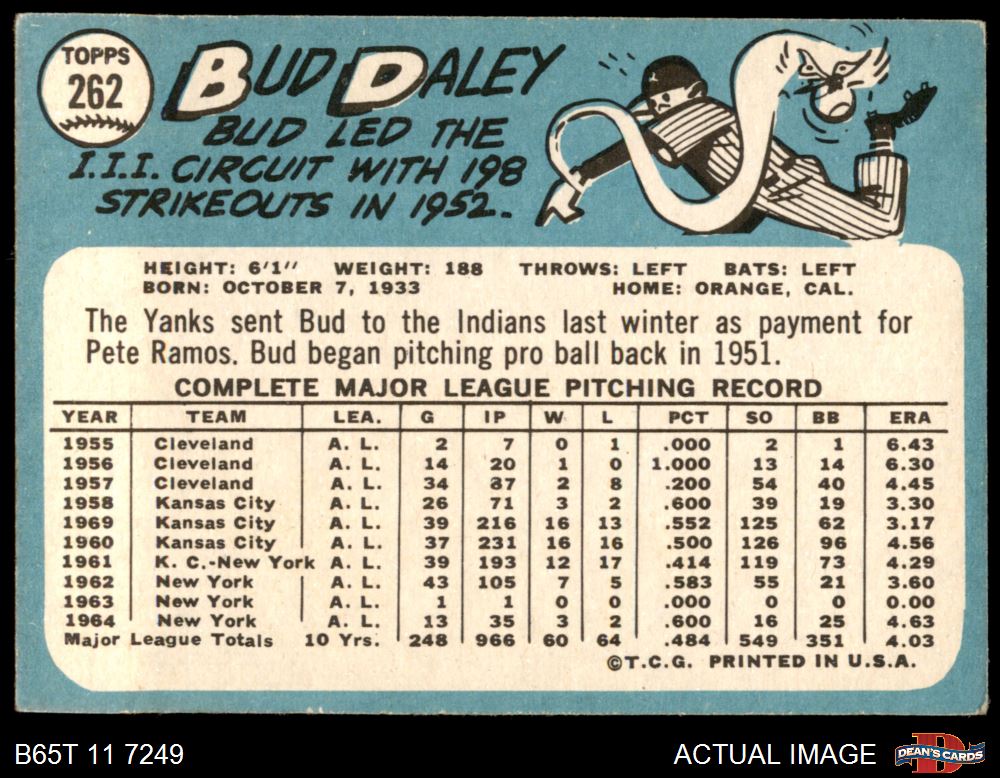 TOPPS
262
BUD DALEY
BUD LED THE
I.I.I. CIRCUIT WITH 198
STRIKEOUTS IN 1952.
HEIGHT: 6'1" WEIGHT: 188 THROWS: LEFT BATS: LEFT
BORN: OCTOBER 7, 1933 HOME: ORANGE, CAL.
The Yanks sent Bud to the Indians last winter as payment for
Pete Ramos. Bud began pitching pro ball back in 1951.
COMPLETE MAJOR LEAGUE PITCHING RECORD
YEAR TEAM LEA. G IP W L PCT SO BB ERA
1955 Cleveland A. L. 2 7 0 1 .000 2 1 6.43
1956 Cleveland A. L. 14 20 1 0 1.000 13 14 6.30
1957 Cleveland A. L. 34 87 2 8 .200 54 40 4.45
1958 Kansas City A. L. 26 71 3 2 .600 39 19 3.30
1969 Kansas City A. L. 39 216 16 13 .552 125 62 3.17
1960 Kansas City A. L. 37 231 16 16 .500 126 96 4.56
1961 K. C.-New York A. L. 39 193 12 17 .414 119 73 4.29
1962 New York A. L. 43 105 7 5 .583 55 21 3.60
1963 New York A. L. 1 1 0 0 .000 0 0 0.00
1964 New York A. L. 13 35 3 2 .600 16 25 4.63
Major League Totals 10 Yrs. 248 966 60 64 .484 549 351 4.03
©T.C.G. PRINTED IN U.S.A.
B65T 11 7249 ACTUAL IMAGE DEAN'S CARDS